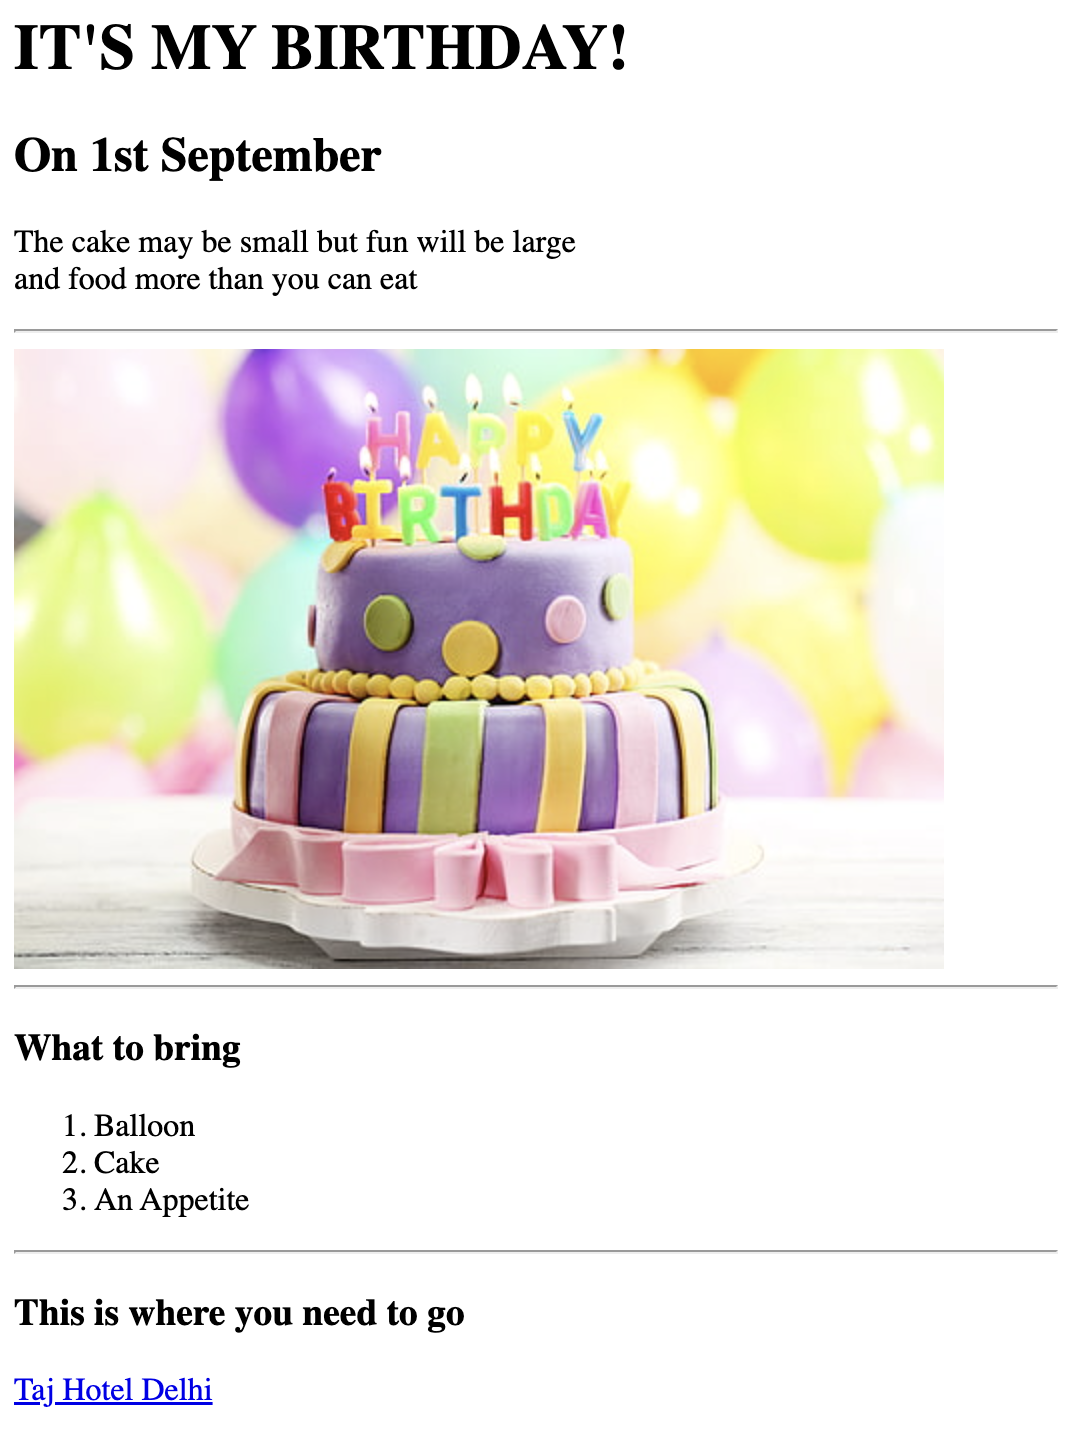 IT'S MY BIRTHDAY!
On 1st September
The cake may be small but fun will be large
and food more than you can eat
HAPPY
BIRTHDAY
What to bring
1. Balloon
2. Cake
3. An Appetite
This is where you need to go
Taj Hotel Delhi